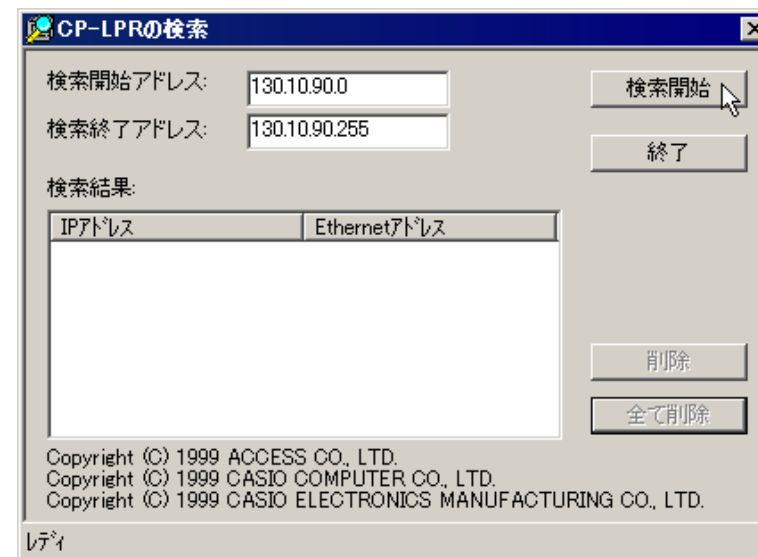 CP-LPRの検索
検索開始アドレス: 130.10.90.0
検索開始
検索終了アドレス: 130.10.90.255
終了
検索結果:
IPアドレス Ethernetアドレス
削除
全て削除
Copyright (C) 1999 ACCESS CO., LTD.
Copyright (C) 1999 CASIO COMPUTER CO., LTD.
Copyright (C) 1999 CASIO ELECTRONICS MANUFACTURING CO., LTD.
レディ